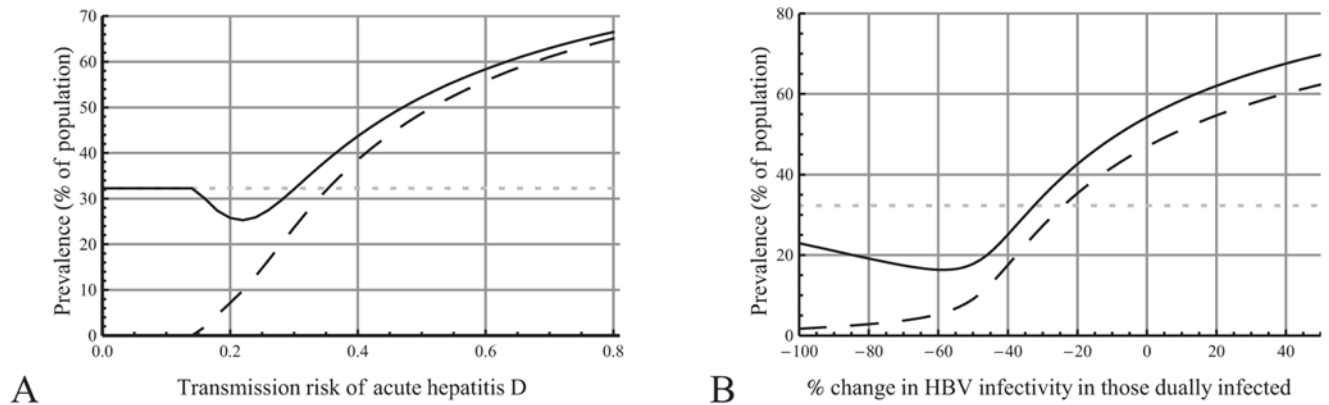 70
60
50
40
30
20
10
0
Prevalence (% of population)
0.0 0.2 0.4 0.6 0.8
A Transmission risk of acute hepatitis D
80
60
40
20
0
Prevalence (% of population)
−100 −80 −60 −40 −20 0 20 40
B % change in HBV infectivity in those dually infected